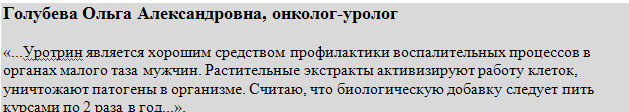 Голубева Ольга Александровна, онколог-уролог
«...Уротрин является хорошим средством профилактики воспалительных процессов в
органах малого таза мужчин. Растительные экстракты активизируют работу клеток,
уничтожают патогены в организме. Считаю, что биологическую добавку следует пить
курсами по 2 раза в год...».